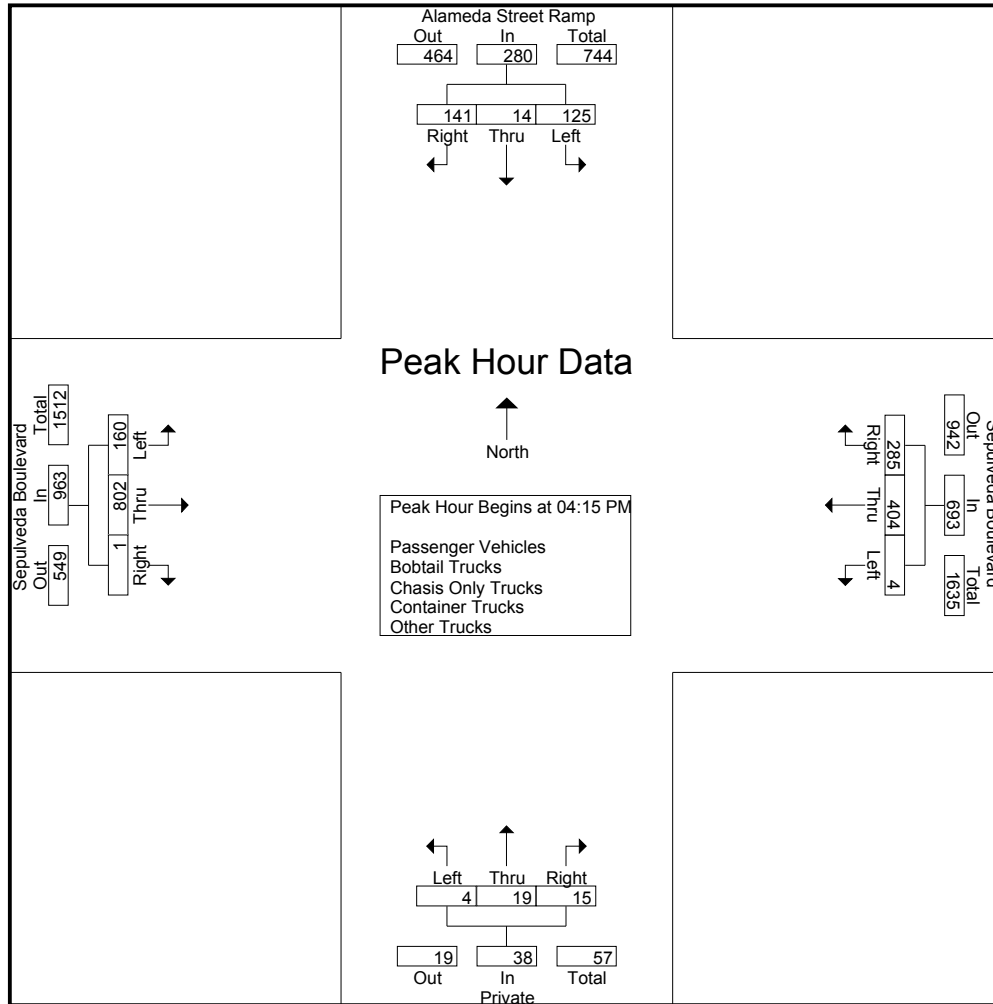 Alameda Street Ramp
Out In Total
464 280 744
141 14 125
Right Thru Left
Peak Hour Data
North
Peak Hour Begins at 04:15 PM
Passenger Vehicles
Bobtail Trucks
Chasis Only Trucks
Container Trucks
Other Trucks
Sepulveda Boulevard
Out In Total
549 963 1512
160 802 1
Left Thru Right
Sepulveda Boulevard
Out In Total
942 693 1635
285 404 4
Right Thru Left
Left Thru Right
4 19 15
19 38 57
Out In Total
Private